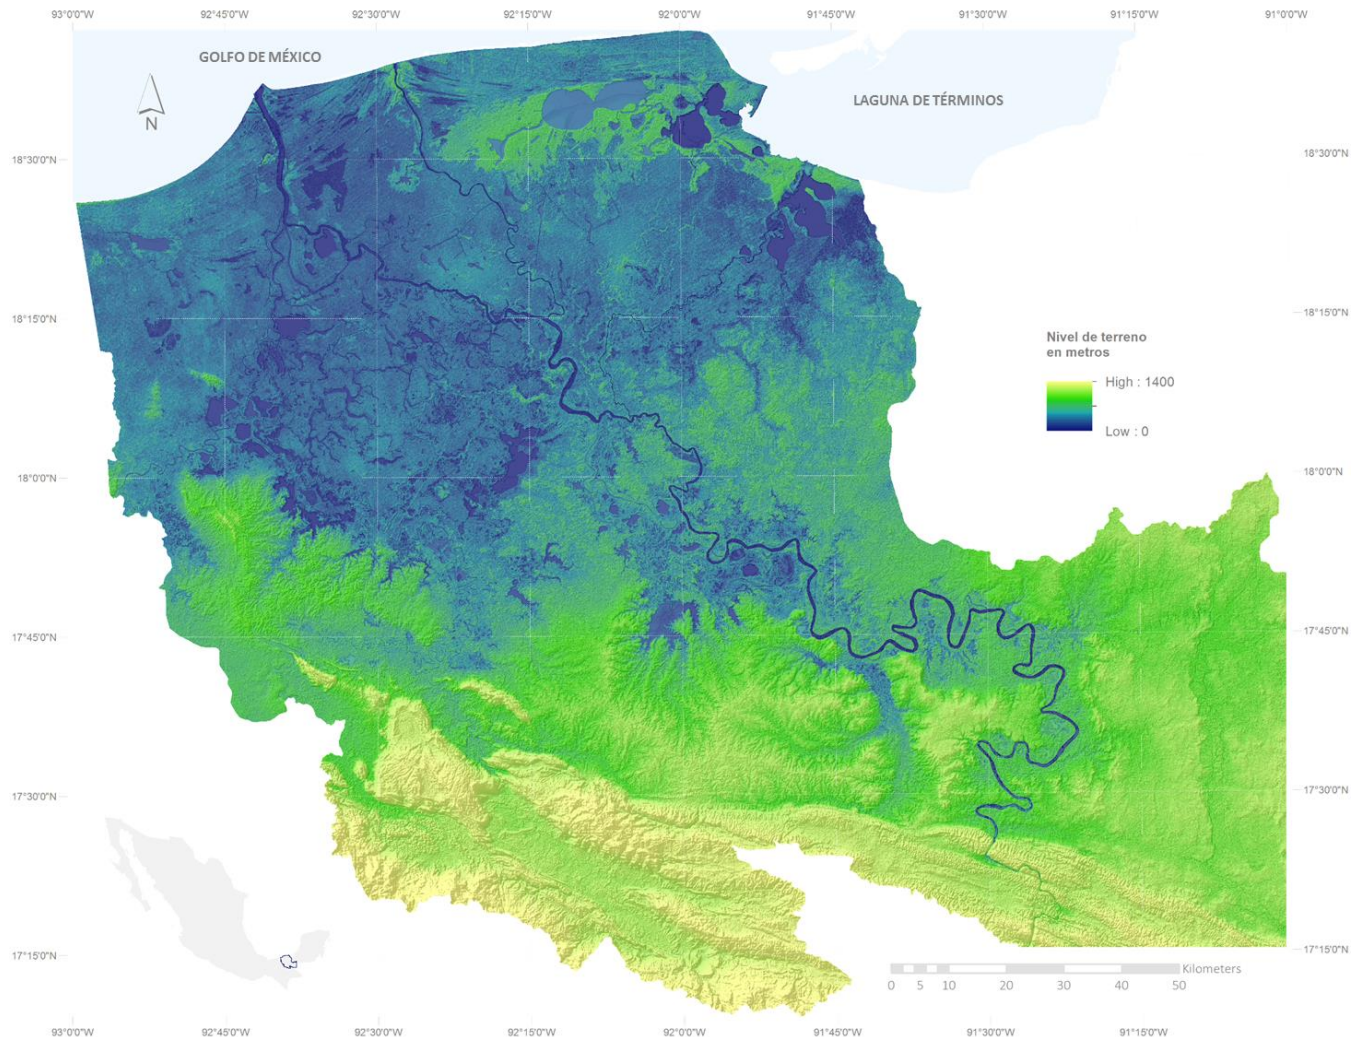 93°0'0"W 92°45'0"W 92°30'0"W 92°15'0"W 92°0'0"W 91°45'0"W 91°30'0"W 91°15'0"W 91°0'0"W
GOLFO DE MÉXICO
LAGUNA DE TÉRMINOS
N
18°30'0"N 18°30'0"N
18°15'0"N 18°15'0"N
Nivel de terreno
en metros
High : 1400
Low : 0
18°0'0"N 18°0'0"N
17°45'0"N 17°45'0"N
17°30'0"N 17°30'0"N
17°15'0"N 17°15'0"N
Kilometers
0 5 10 20 30 40 50
93°0'0"W 92°45'0"W 92°30'0"W 92°15'0"W 92°0'0"W 91°45'0"W 91°30'0"W 91°15'0"W